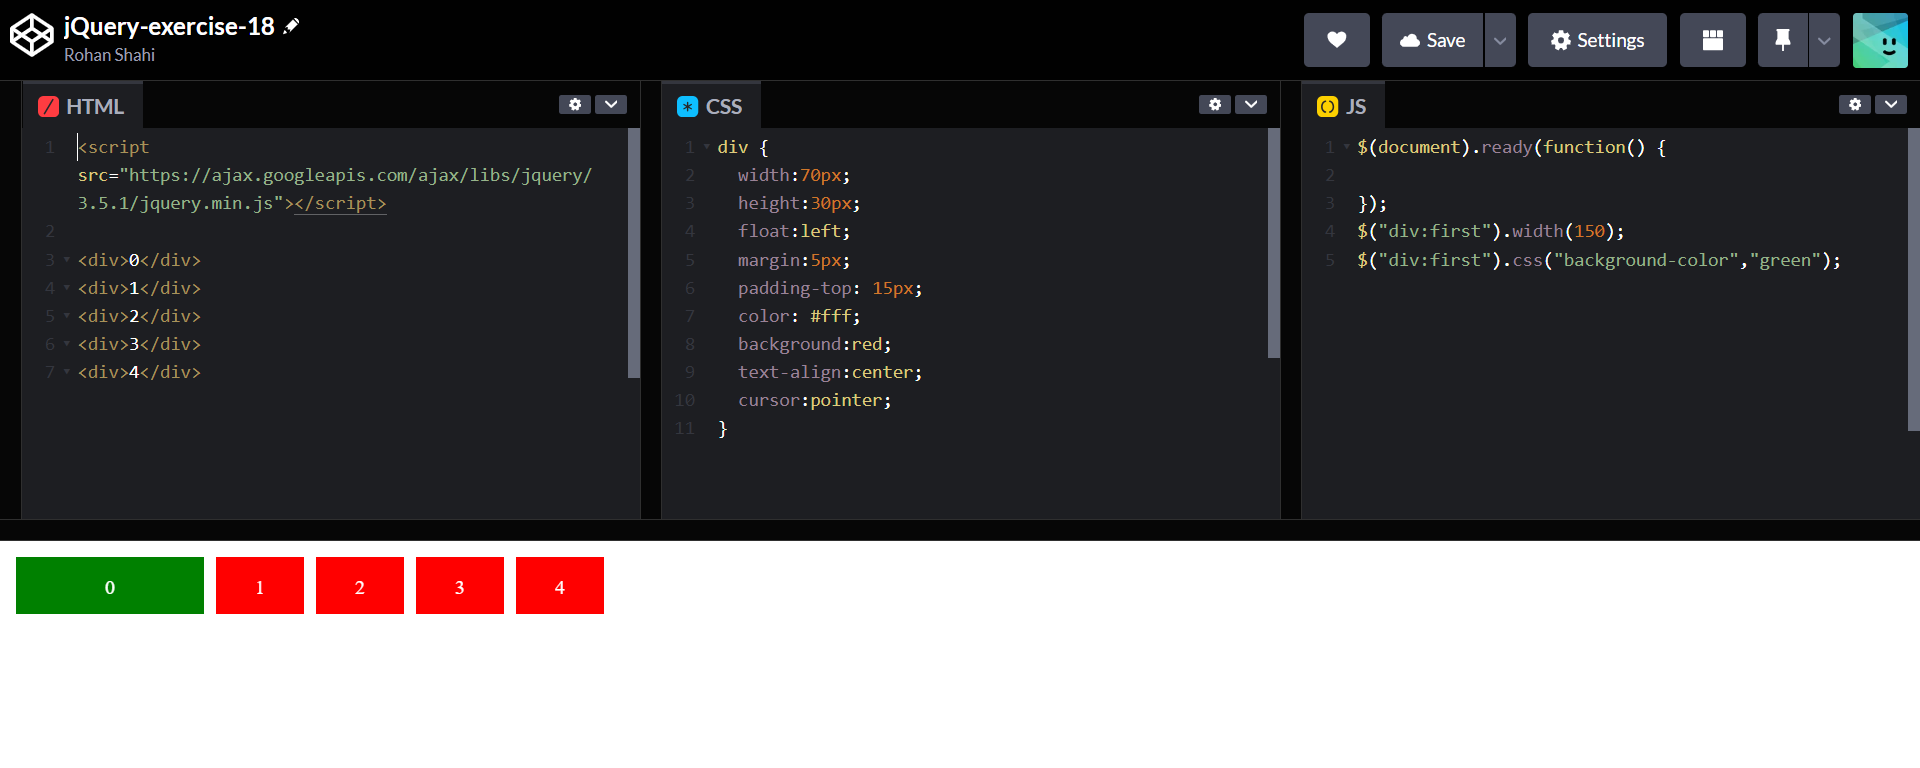 jQuery-exercise-18
Rohan Shahi
Save
Settings
HTML
1 <script
src="https://ajax.googleapis.com/ajax/libs/jquery/
3.5.1/jquery.min.js"></script>
2
3 <div>0</div>
4 <div>1</div>
5 <div>2</div>
6 <div>3</div>
7 <div>4</div>
CSS
1 div {
2 width:70px;
3 height:30px;
4 float:left;
5 margin:5px;
6 padding-top: 15px;
7 color: #fff;
8 background:red;
9 text-align:center;
10 cursor:pointer;
11 }
JS
1 $(document).ready(function() {
2
3 });
4 $("div:first").width(150);
5 $("div:first").css("background-color","green");
0 1 2 3 4